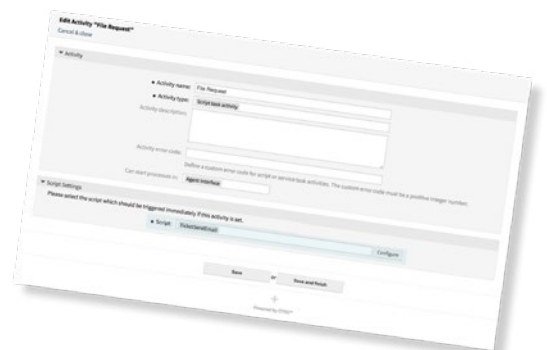 Edit Activity "File Request"
Cancel & close
Activity
Activity name: File Request
Activity type: Script task activity
Activity description:
Activity error code:
Define a custom error code for script or service task activities. The custom error code must be a positive integer number.
Can start processes in: Agent Interface
Script Settings
Please select the script which should be triggered immediately if this activity is set.
Script: TicketSendEmail Configure
Save or Save and Finish
Powered by OTRS™